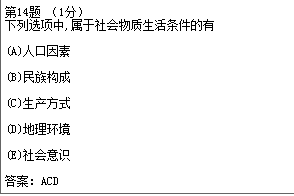 第14题 （1分）
下列选项中,属于社会物质生活条件的有
(A)人口因素
(B)民族构成
(C)生产方式
(D)地理环境
(E)社会意识
答案：ACD